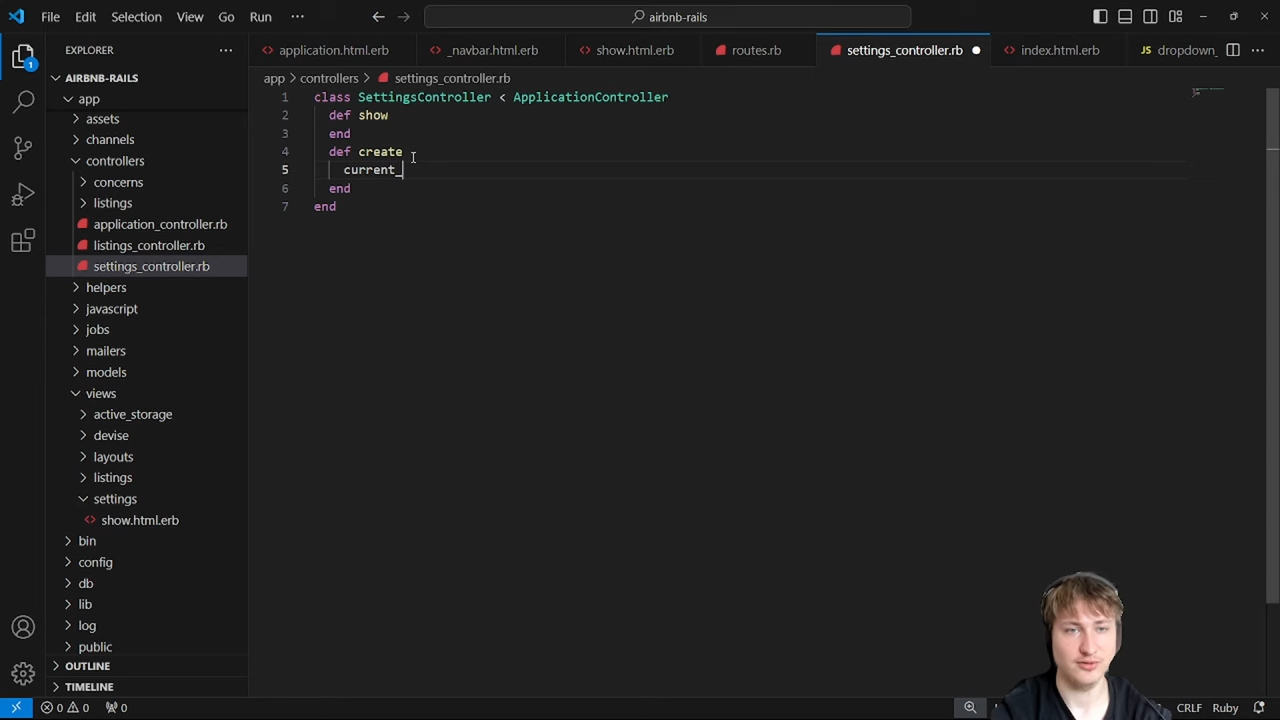 File Edit Selection View Go Run ··· airbnb-rails
EXPLORER ···
application.html.erb _navbar.html.erb show.html.erb routes.rb settings_controller.rb index.html.erb dropdown_ ···
AIRBNB-RAILS
app > controllers > settings_controller.rb
app
assets
channels
controllers
concerns
listings
application_controller.rb
listings_controller.rb
settings_controller.rb
helpers
javascript
jobs
mailers
models
views
active_storage
devise
layouts
listings
settings
show.html.erb
bin
config
db
lib
log
public
OUTLINE
TIMELINE
1
1 class SettingsController < ApplicationController
2 def show
3 end
4 def create
5 current_
6 end
7 end
0 0 0 CRLF Ruby